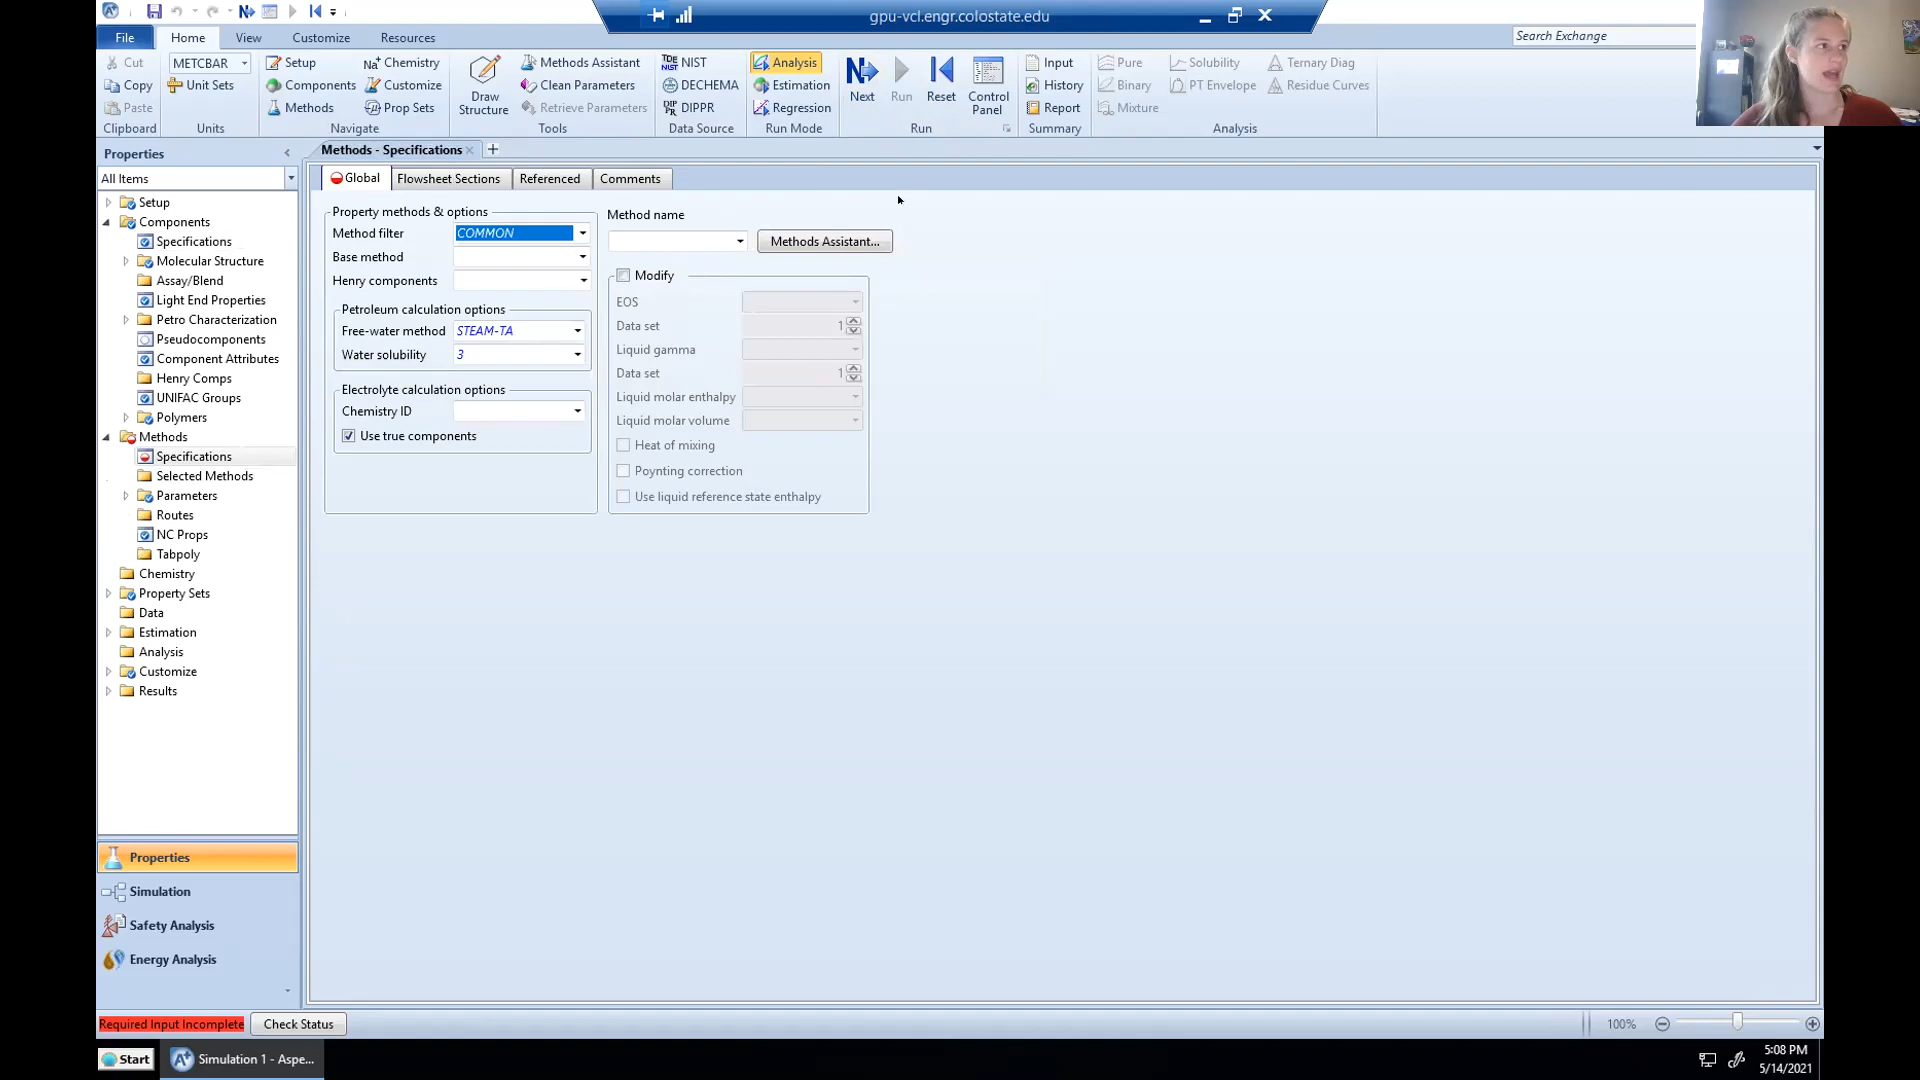 gpu-vcl.engr.colostate.edu
File Home View Customize Resources Search Exchange
Cut METCBAR Setup Chemistry Methods Assistant NIST Analysis Input Pure Solubility Ternary Diag
Copy Unit Sets Components Customize Clean Parameters DECHEMA Estimation History Binary PT Envelope Residue Curves
Paste Methods Prop Sets Draw Structure Retrieve Parameters DIPPR Regression Next Run Reset Control Panel Report Mixture
Clipboard Units Navigate Tools Data Source Run Mode Run Summary Analysis
Properties
All Items
Setup
Components
Specifications
Molecular Structure
Assay/Blend
Light End Properties
Petro Characterization
Pseudocomponents
Component Attributes
Henry Comps
UNIFAC Groups
Polymers
Methods
Specifications
Selected Methods
Parameters
Routes
NC Props
Tabpoly
Chemistry
Property Sets
Data
Estimation
Analysis
Customize
Results
Properties
Simulation
Safety Analysis
Energy Analysis
Methods - Specifications
Global Flowsheet Sections Referenced Comments
Property methods & options
Method filter COMMON
Base method
Henry components
Petroleum calculation options
Free-water method STEAM-TA
Water solubility 3
Electrolyte calculation options
Chemistry ID
Use true components
Method name
Methods Assistant...
Modify
EOS
Data set 1
Liquid gamma
Data set 1
Liquid molar enthalpy
Liquid molar volume
Heat of mixing
Poynting correction
Use liquid reference state enthalpy
Required Input Incomplete Check Status 100%
Start Simulation 1 - Aspe... 5:08 PM
5/14/2021